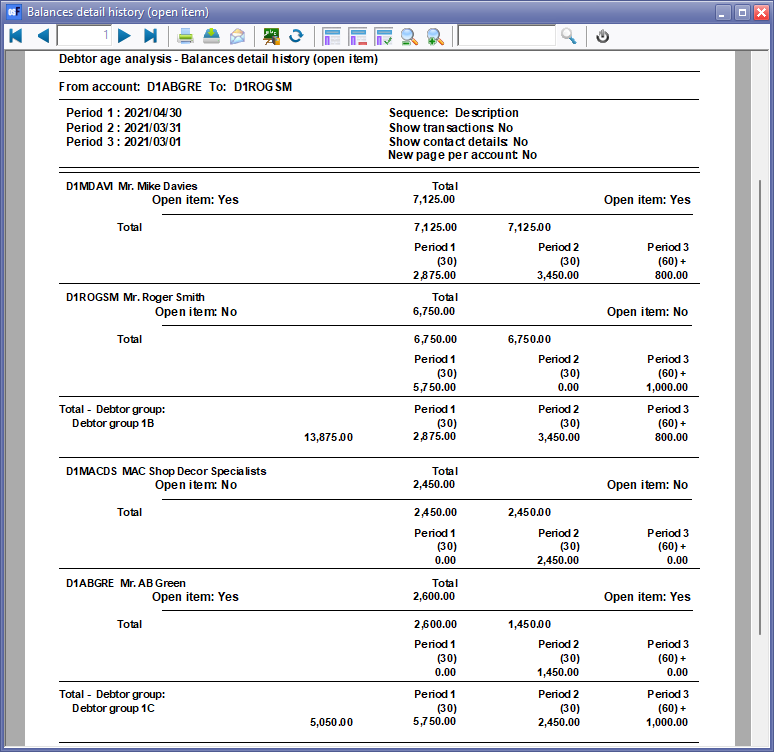 Balances detail history (open item)
1
Debtor age analysis - Balances detail history (open item)
From account: D1ABGRE To: D1ROGSM
Period 1 : 2021/04/30 Sequence: Description
Period 2 : 2021/03/31 Show transactions: No
Period 3 : 2021/03/01 Show contact details: No
New page per account: No
D1MDAVI Mr. Mike Davies Total
Open item: Yes 7,125.00 Open item: Yes
Total 7,125.00 7,125.00
Period 1 Period 2 Period 3
(30) (30) (60) +
2,875.00 3,450.00 800.00
D1ROGSM Mr. Roger Smith Total
Open item: No 6,750.00 Open item: No
Total 6,750.00 6,750.00
Period 1 Period 2 Period 3
(30) (30) (60) +
5,750.00 0.00 1,000.00
Total - Debtor group: Period 1 Period 2 Period 3
Debtor group 1B (30) (30) (60) +
13,875.00 2,875.00 3,450.00 800.00
D1MACDS MAC Shop Decor Specialists Total
Open item: No 2,450.00 Open item: No
Total 2,450.00 2,450.00
Period 1 Period 2 Period 3
(30) (30) (60) +
0.00 2,450.00 0.00
D1ABGRE Mr. AB Green Total
Open item: Yes 2,600.00 Open item: Yes
Total 2,600.00 1,450.00
Period 1 Period 2 Period 3
(30) (30) (60) +
0.00 1,450.00 0.00
Total - Debtor group: Period 1 Period 2 Period 3
Debtor group 1C (30) (30) (60) +
5,050.00 5,750.00 2,450.00 1,000.00